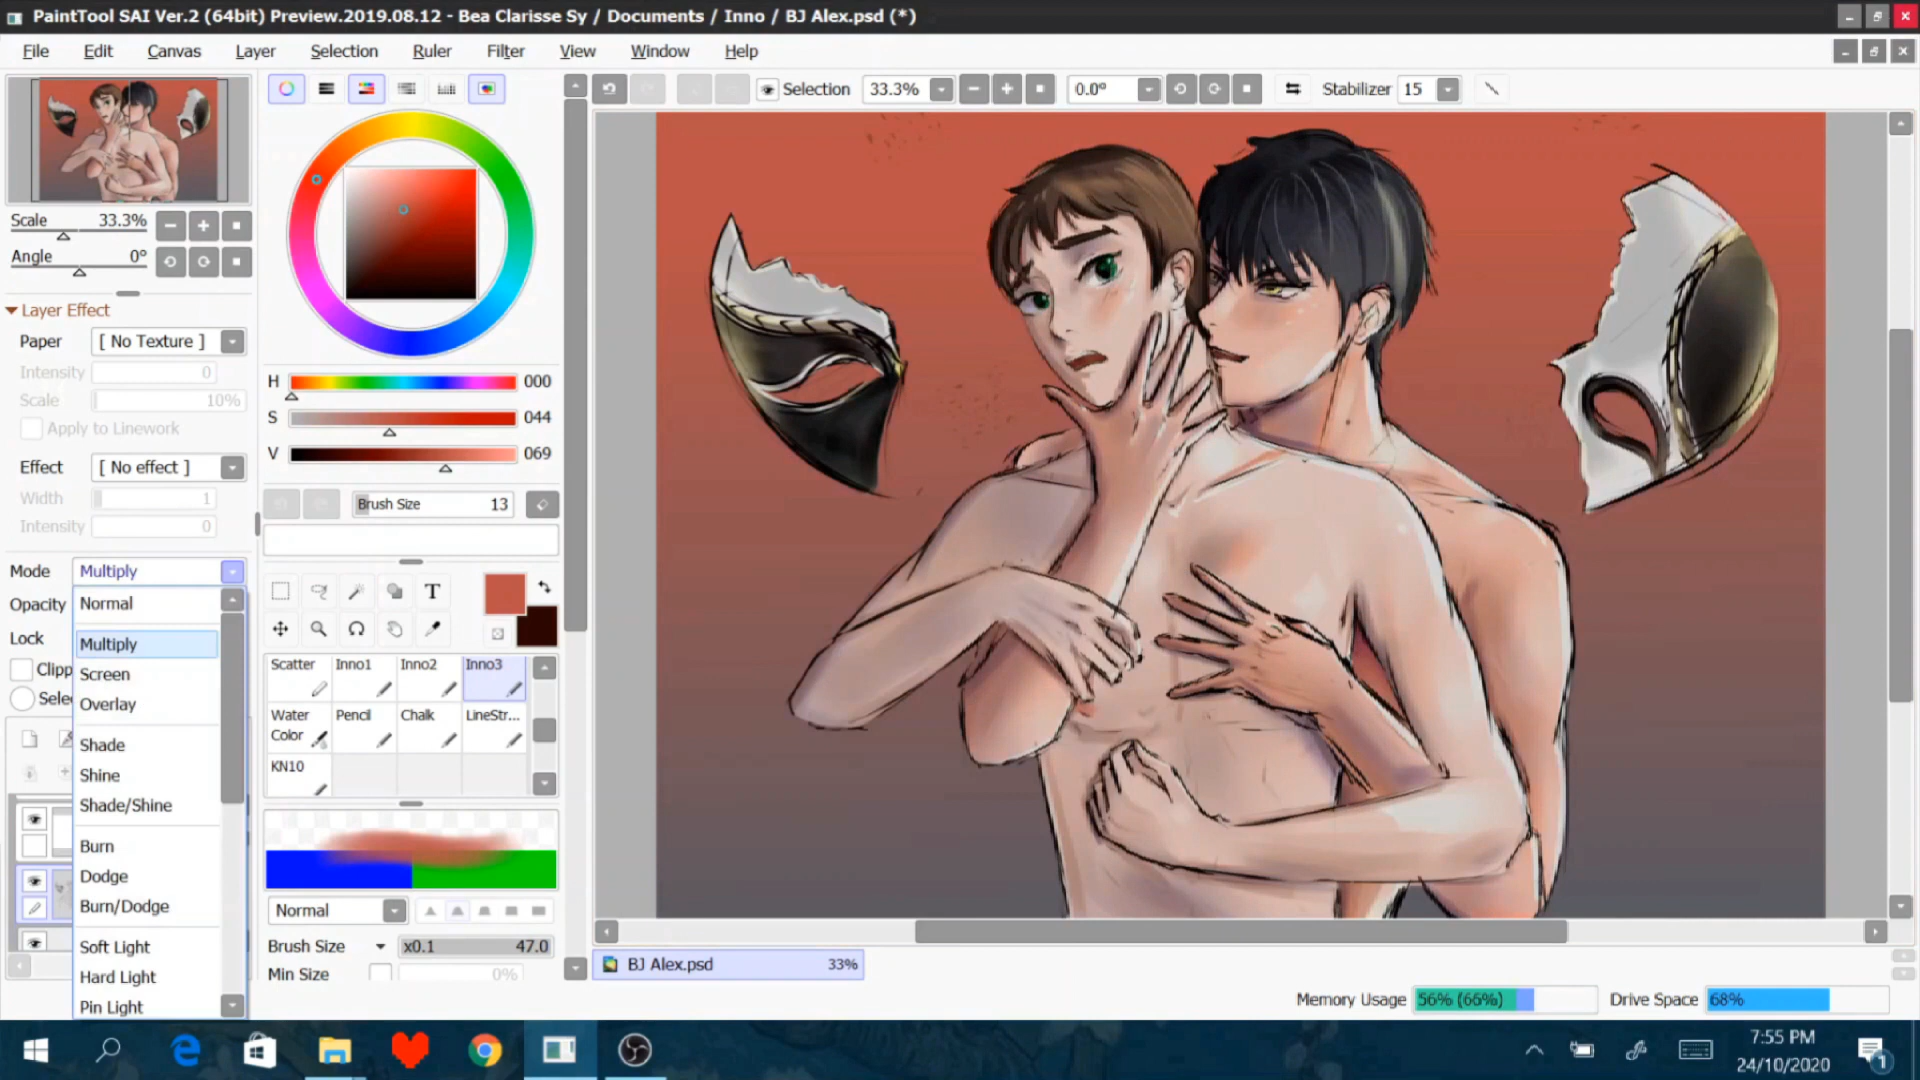 PaintTool SAI Ver.2 (64bit) Preview.2019.08.12 - Bea Clarisse Sy / Documents / Inno / BJ Alex.psd (*)
File Edit Canvas Layer Selection Ruler Filter View Window Help
Selection 33.3% 0.0° Stabilizer 15
Scale 33.3%
Angle 0°
Layer Effect
Paper [ No Texture ]
Intensity 0
Scale 10%
Apply to Linework
Effect [ No effect ]
Width 1
Intensity 0
Mode Multiply
Opacity
Lock
Clipp
Sele
Normal
Multiply
Screen
Overlay
Shade
Shine
Shade/Shine
Burn
Dodge
Burn/Dodge
Soft Light
Hard Light
Pin Light
H 000
S 044
V 069
Brush Size 13
T
Scatter Inno1 Inno2 Inno3
Water Color Pencil Chalk LineStr...
KN10
Normal
Brush Size x0.1 47.0
Min Size 0%
BJ Alex.psd 33%
Memory Usage 56% (66%) Drive Space 68%
7:55 PM
24/10/2020
1